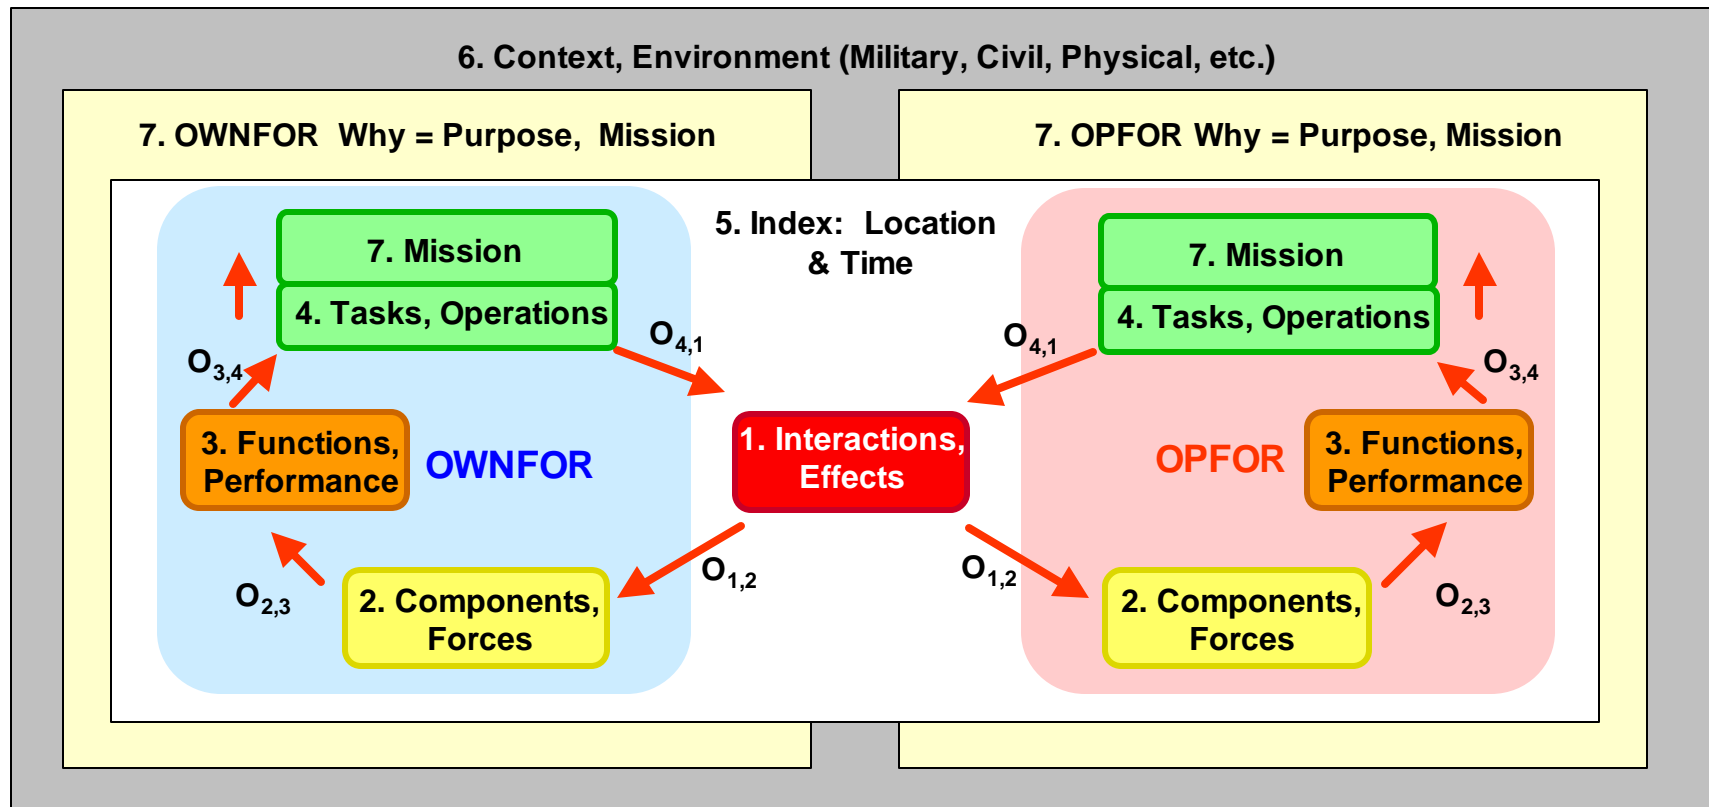 6. Context, Environment (Military, Civil, Physical, etc.)
7. OWNFOR  Why = Purpose,  Mission
7. OPFOR Why = Purpose, Mission
5. Index:  Location
& Time
7. Mission
4. Tasks, Operations
O4,1
O3,4
3. Functions,
Performance
OWNFOR
O2,3
2. Components,
Forces
O1,2
1. Interactions,
Effects
7. Mission
4. Tasks, Operations
O4,1
O3,4
OPFOR
3. Functions,
Performance
O1,2
2. Components,
Forces
O2,3